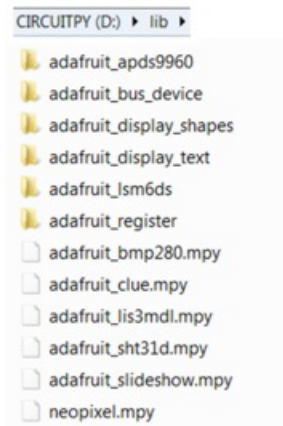 CIRCUITPY (D:) ▸ lib ▸
adafruit_apds9960
adafruit_bus_device
adafruit_display_shapes
adafruit_display_text
adafruit_lsm6ds
adafruit_register
adafruit_bmp280.mpy
adafruit_clue.mpy
adafruit_lis3mdl.mpy
adafruit_sht31d.mpy
adafruit_slideshow.mpy
neopixel.mpy